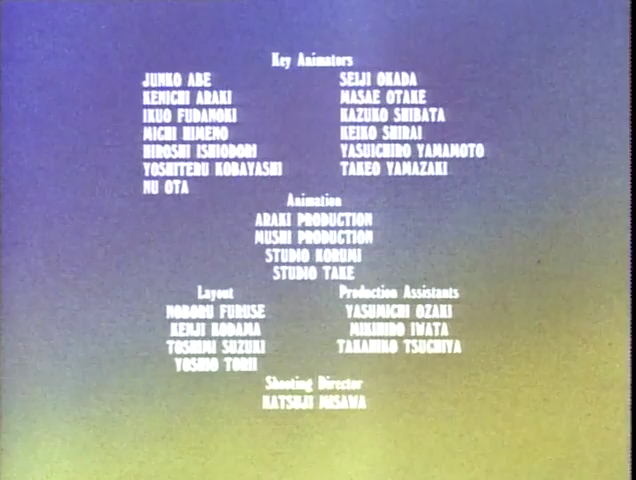 Key Animators
JUNKO ABE SEIJI OKADA
KENICHI ARAKI MASAE OTAKE
IKUO FUDANOKI KAZUKO SHIBATA
MICHI HIMENO KEIKO SHIRAI
HIROSHI ISHIODORI YASUICHIRO YAMAMOTO
YOSHITERU KOBAYASHI TAKEO YAMAZAKI
NU OTA
Animation
ARAKI PRODUCTION
MUSHI PRODUCTION
STUDIO KORUMI
STUDIO TAKE
Layout Production Assistants
NOBORU FURUSE YASUMICHI OZAKI
KENJI KODAMA MIKIHIRO IWATA
TOSHIMI SUZUKI TAKAHIKO TSUCHIYA
YOSHIO TORII
Shooting Director
KATSUJI MISAWA